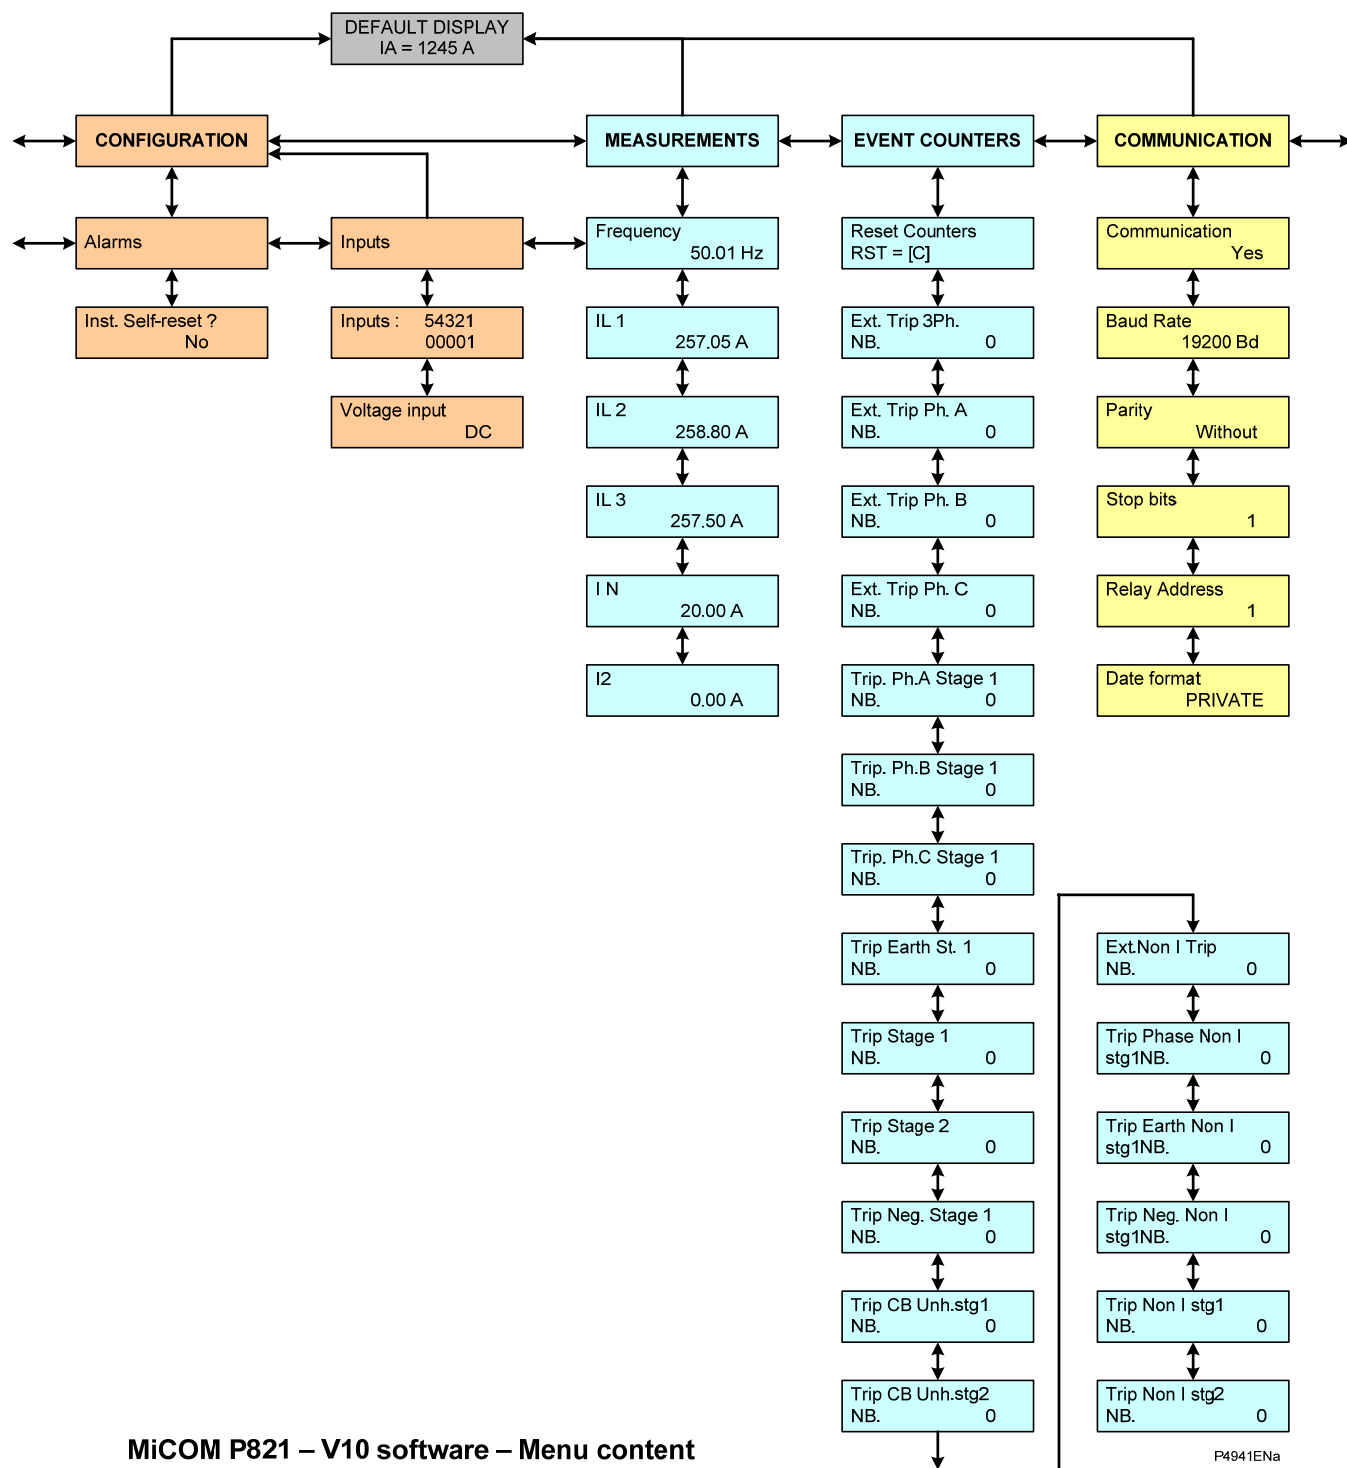 DEFAULT DISPLAY
IA = 1245 A
CONFIGURATION
MEASUREMENTS
EVENT COUNTERS
COMMUNICATION
Alarms
Inst. Self-reset ?
No
Inputs
Inputs : 54321
00001
Voltage input
DC
Frequency
50.01 Hz
IL 1
257.05 A
IL 2
258.80 A
IL 3
257.50 A
I N
20.00 A
I2
0.00 A
Reset Counters
RST = [C]
Ext. Trip 3Ph.
NB. 0
Ext. Trip Ph. A
NB. 0
Ext. Trip Ph. B
NB. 0
Ext. Trip Ph. C
NB. 0
Trip. Ph.A Stage 1
NB. 0
Trip. Ph.B Stage 1
NB. 0
Trip. Ph.C Stage 1
NB. 0
Trip Earth St. 1
NB. 0
Trip Stage 1
NB. 0
Trip Stage 2
NB. 0
Trip Neg. Stage 1
NB. 0
Trip CB Unh.stg1
NB. 0
Trip CB Unh.stg2
NB. 0
Communication
Yes
Baud Rate
19200 Bd
Parity
Without
Stop bits
1
Relay Address
1
Date format
PRIVATE
Ext.Non I Trip
NB. 0
Trip Phase Non I
stg1NB. 0
Trip Earth Non I
stg1NB. 0
Trip Neg. Non I
stg1NB. 0
Trip Non I stg1
NB. 0
Trip Non I stg2
NB. 0
MiCOM P821 – V10 software – Menu content
P4941ENa